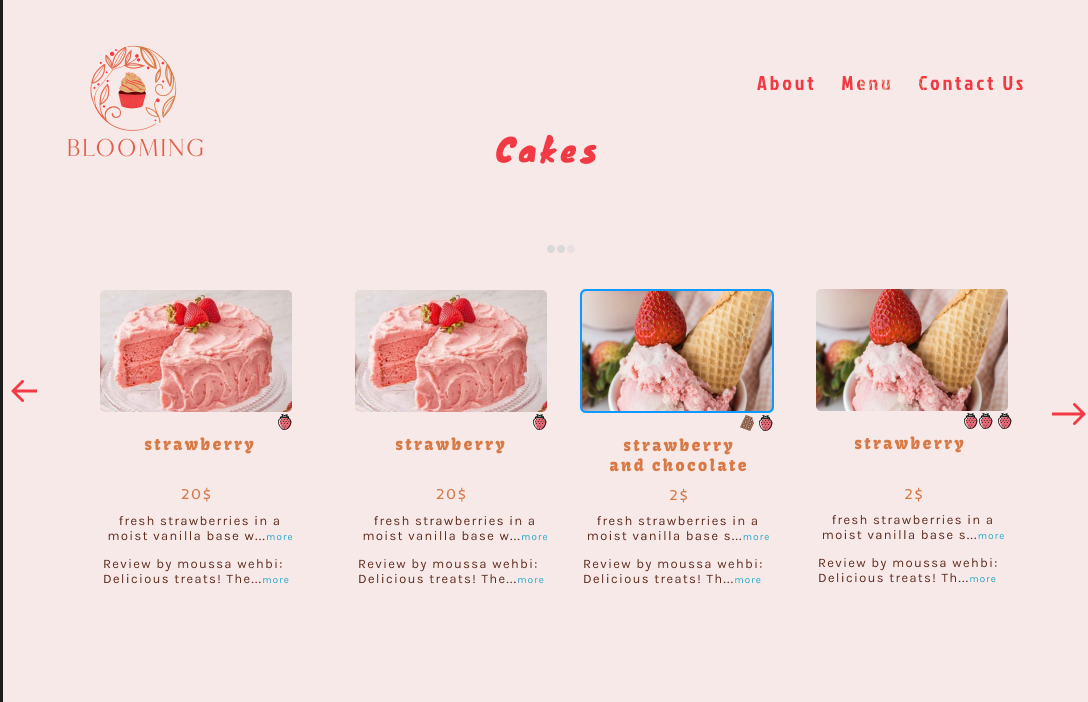 About Menu Contact Us
BLOOMING
Cakes
strawberry
20$
fresh strawberries in a
moist vanilla base w...more
Review by moussa wehbi:
Delicious treats! The...more
strawberry
20$
fresh strawberries in a
moist vanilla base w...more
Review by moussa wehbi:
Delicious treats! The...more
strawberry
and chocolate
2$
fresh strawberries in a
moist vanilla base s...more
Review by moussa wehbi:
Delicious treats! Th...more
strawberry
2$
fresh strawberries in a
moist vanilla base s...more
Review by moussa wehbi:
Delicious treats! Th...more